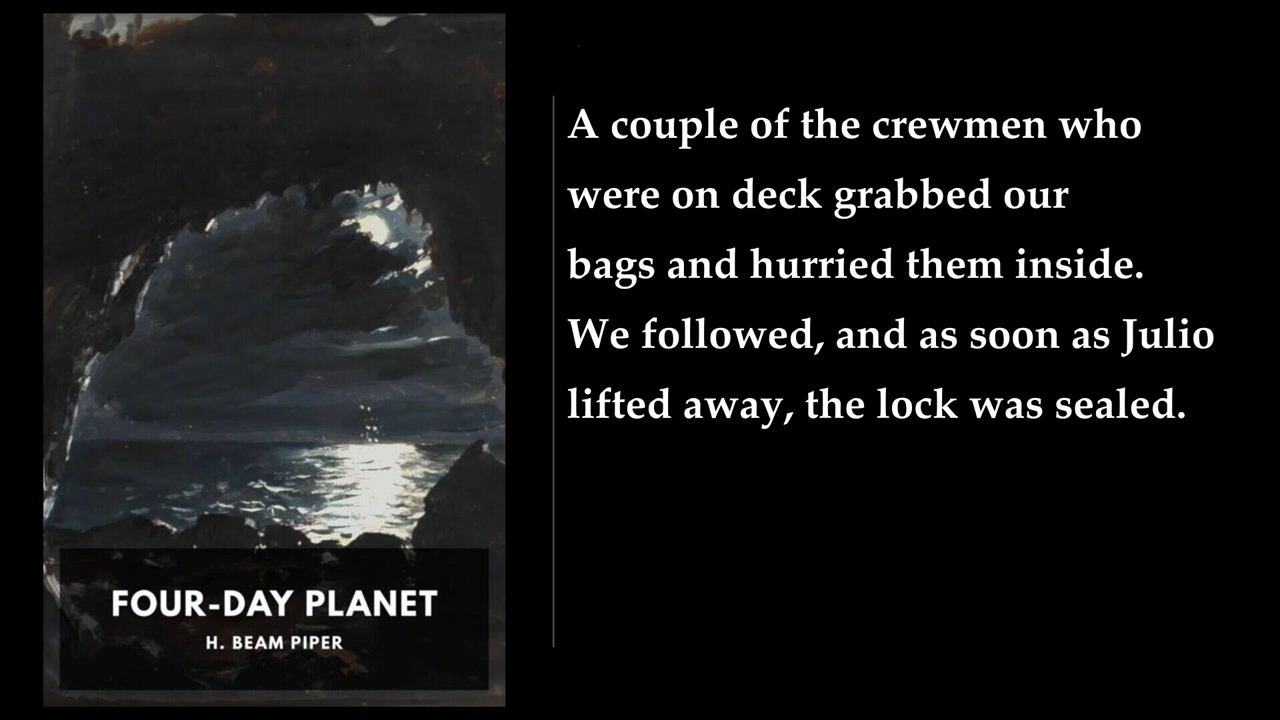 A couple of the crewmen who
were on deck grabbed our
bags and hurried them inside.
We followed, and as soon as Julio
lifted away, the lock was sealed.
FOUR-DAY PLANET
H. BEAM PIPER